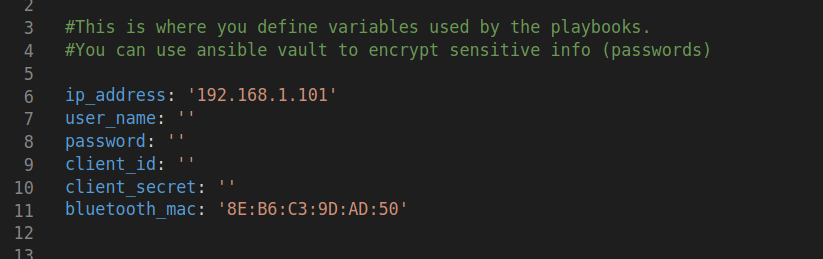 2
3 #This is where you define variables used by the playbooks.
4 #You can use ansible vault to encrypt sensitive info (passwords)
5
6 ip_address: '192.168.1.101'
7 user_name: ''
8 password: ''
9 client_id: ''
10 client_secret: ''
11 bluetooth_mac: '8E:B6:C3:9D:AD:50'
12
13